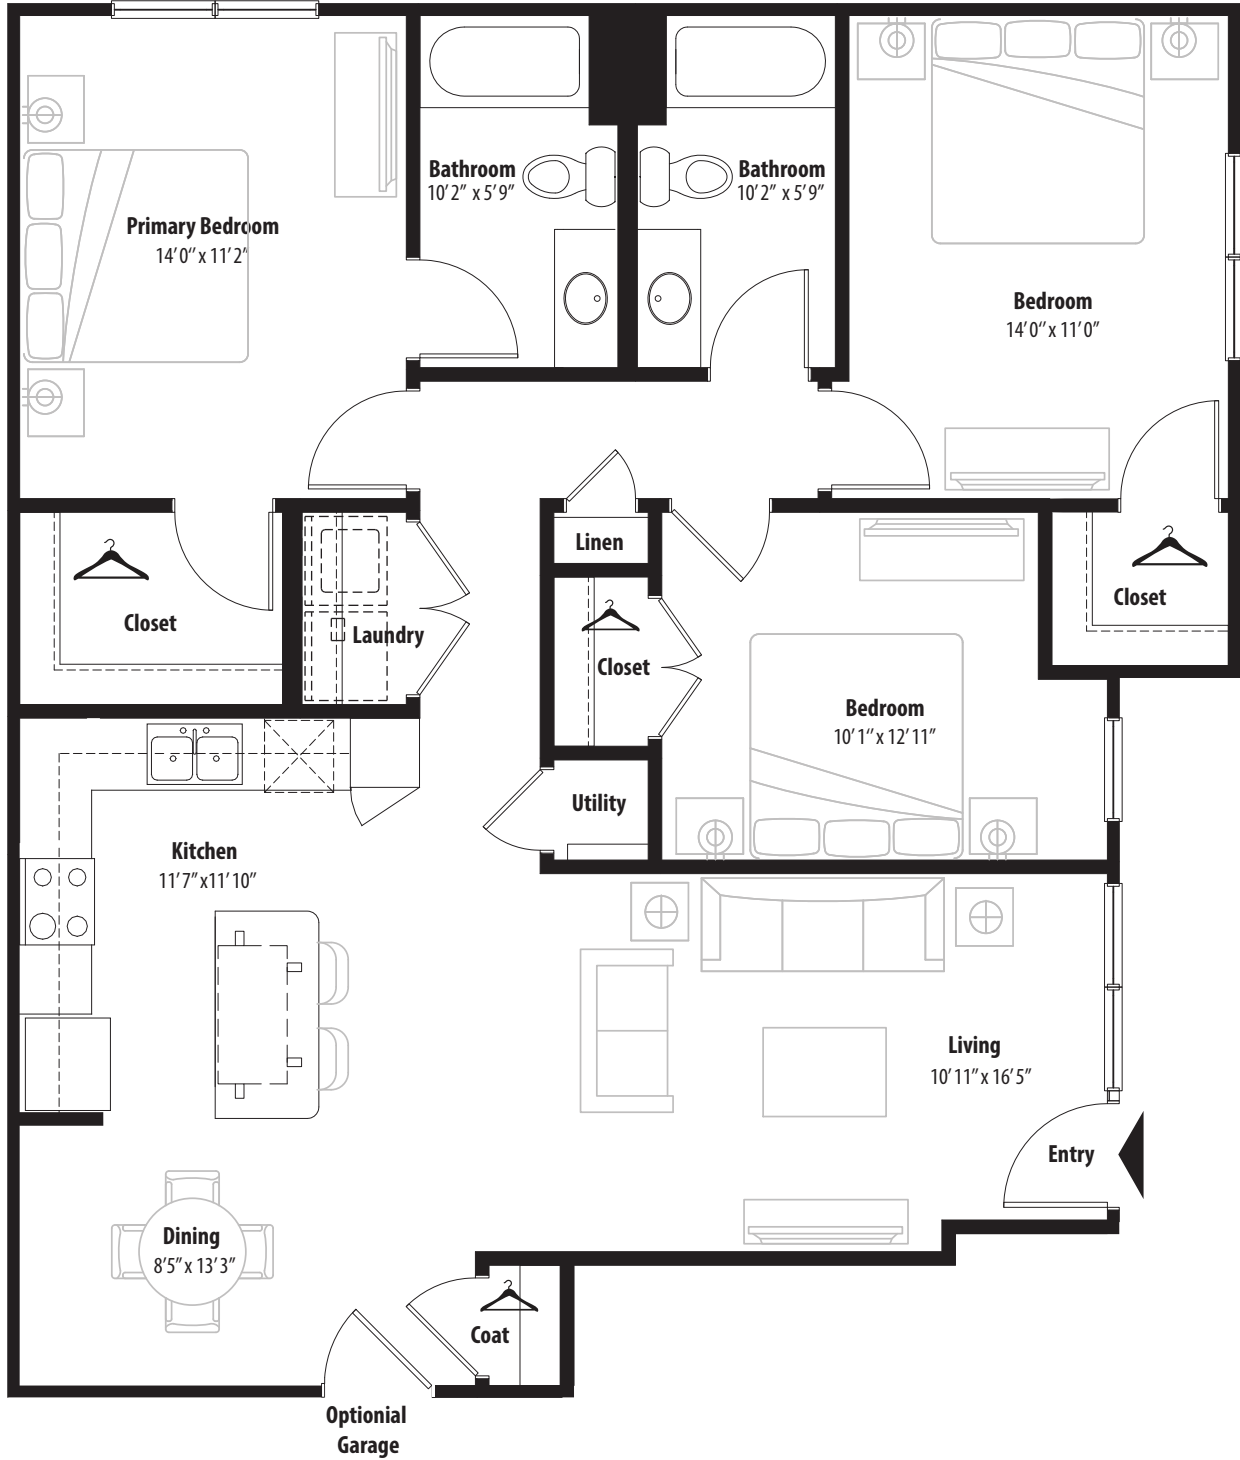 Bathroom
10'2" x 5'9"
Bathroom
10'2" x 5'9"
Primary Bedroom
14'0" x 11'2"
Bedroom
14'0" x 11'0"
Linen
Closet
Closet
Laundry
Closet
Bedroom
10'1" x 12'11"
Utility
Kitchen
11'7" x11'10"
Living
10'11" x 16'5"
Entry
Dining
8'5" x 13'3"
Coat
Optionial
Garage